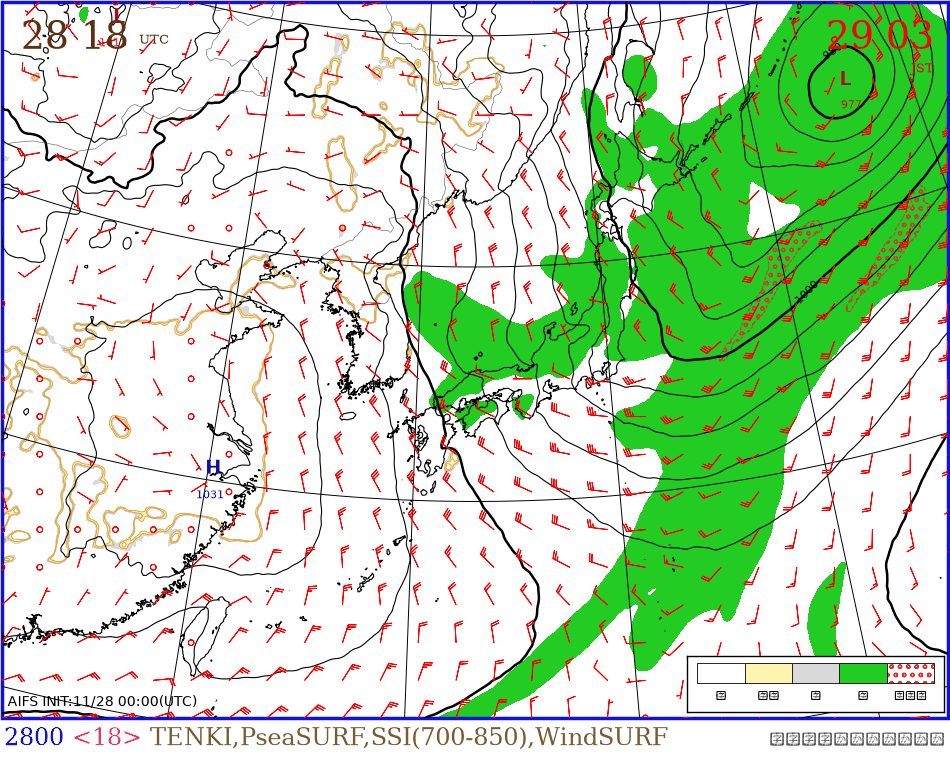 28 18 UTC
29 03 JST
L
977
1000
H
1031
AIFS INIT:11/28 00:00(UTC)
2800 <18> TENKI,PseaSURF,SSI(700-850),WindSURF